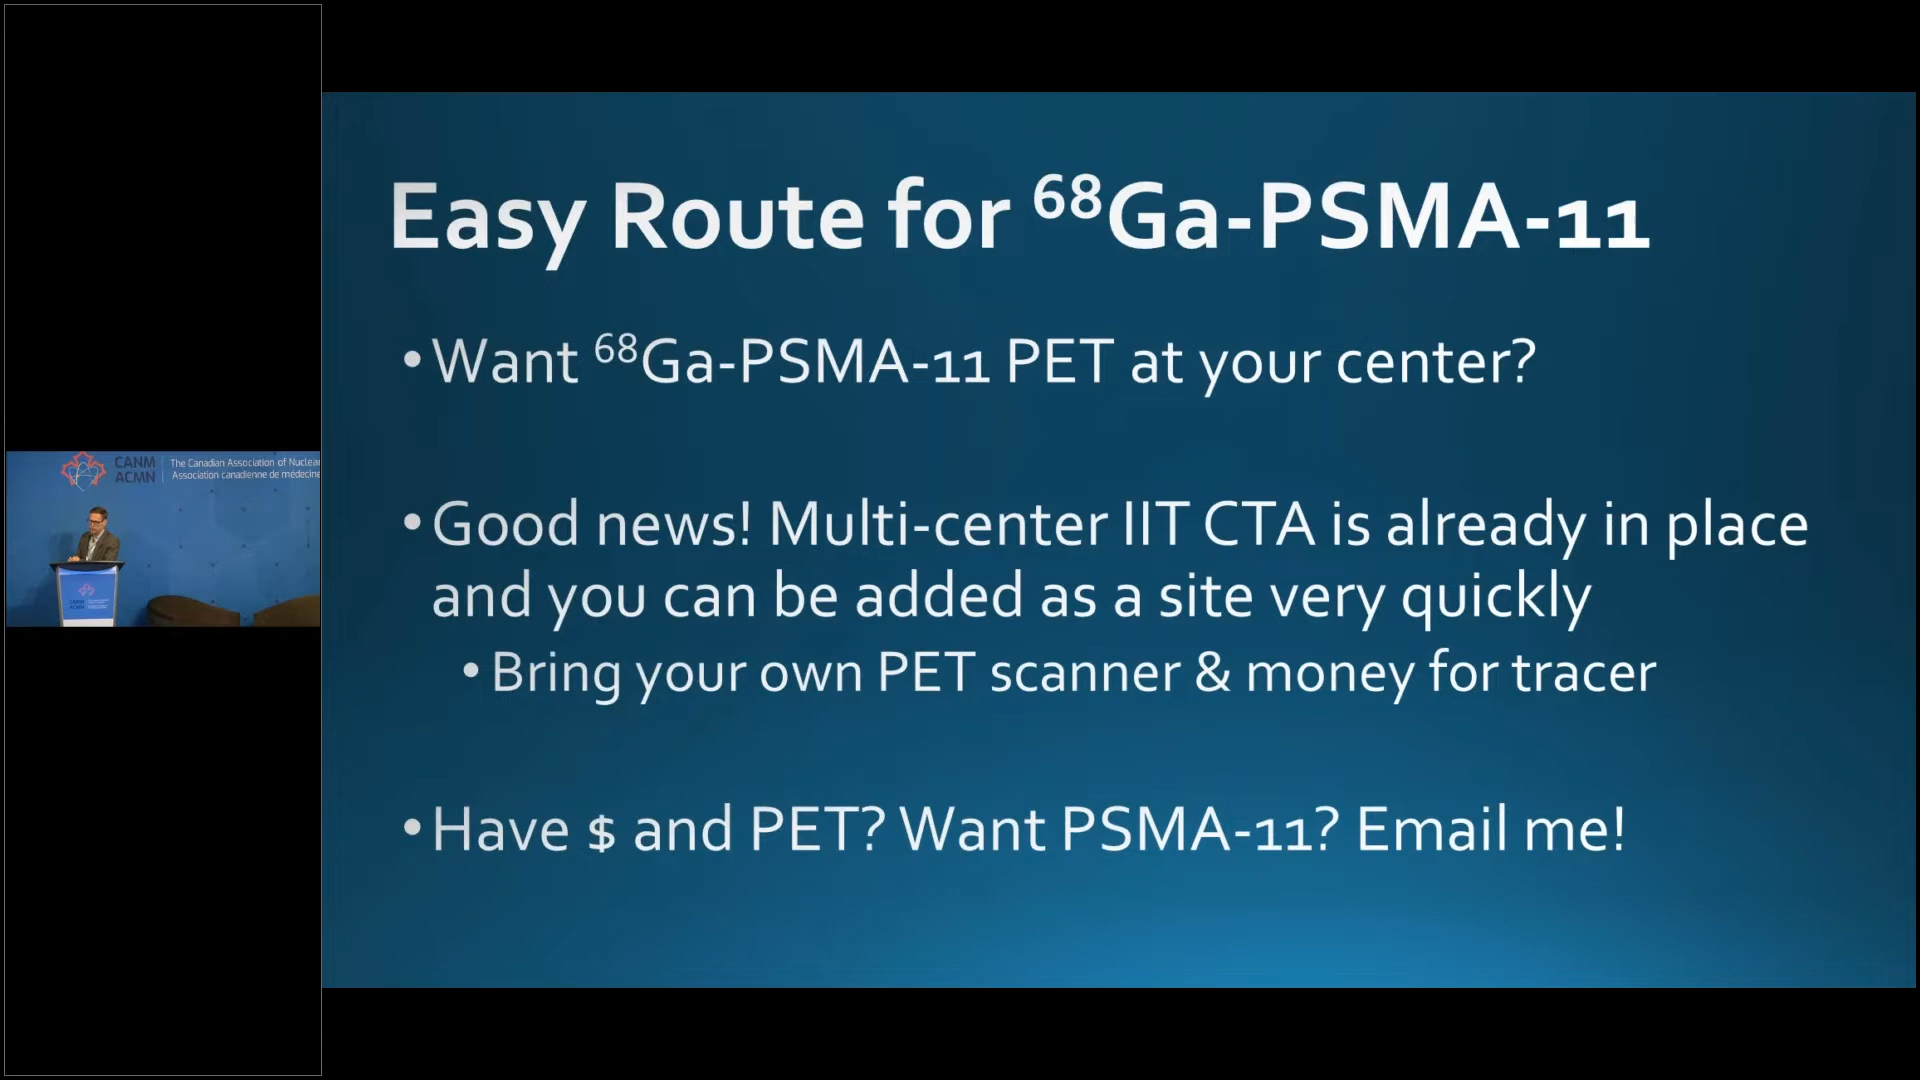 CANM
ACMN
The Canadian Association of Nuclear
Association canadienne de médecine
Easy Route for ⁶⁸Ga-PSMA-11
• Want ⁶⁸Ga-PSMA-11 PET at your center?
• Good news! Multi-center IIT CTA is already in place
and you can be added as a site very quickly
• Bring your own PET scanner & money for tracer
• Have $ and PET? Want PSMA-11? Email me!